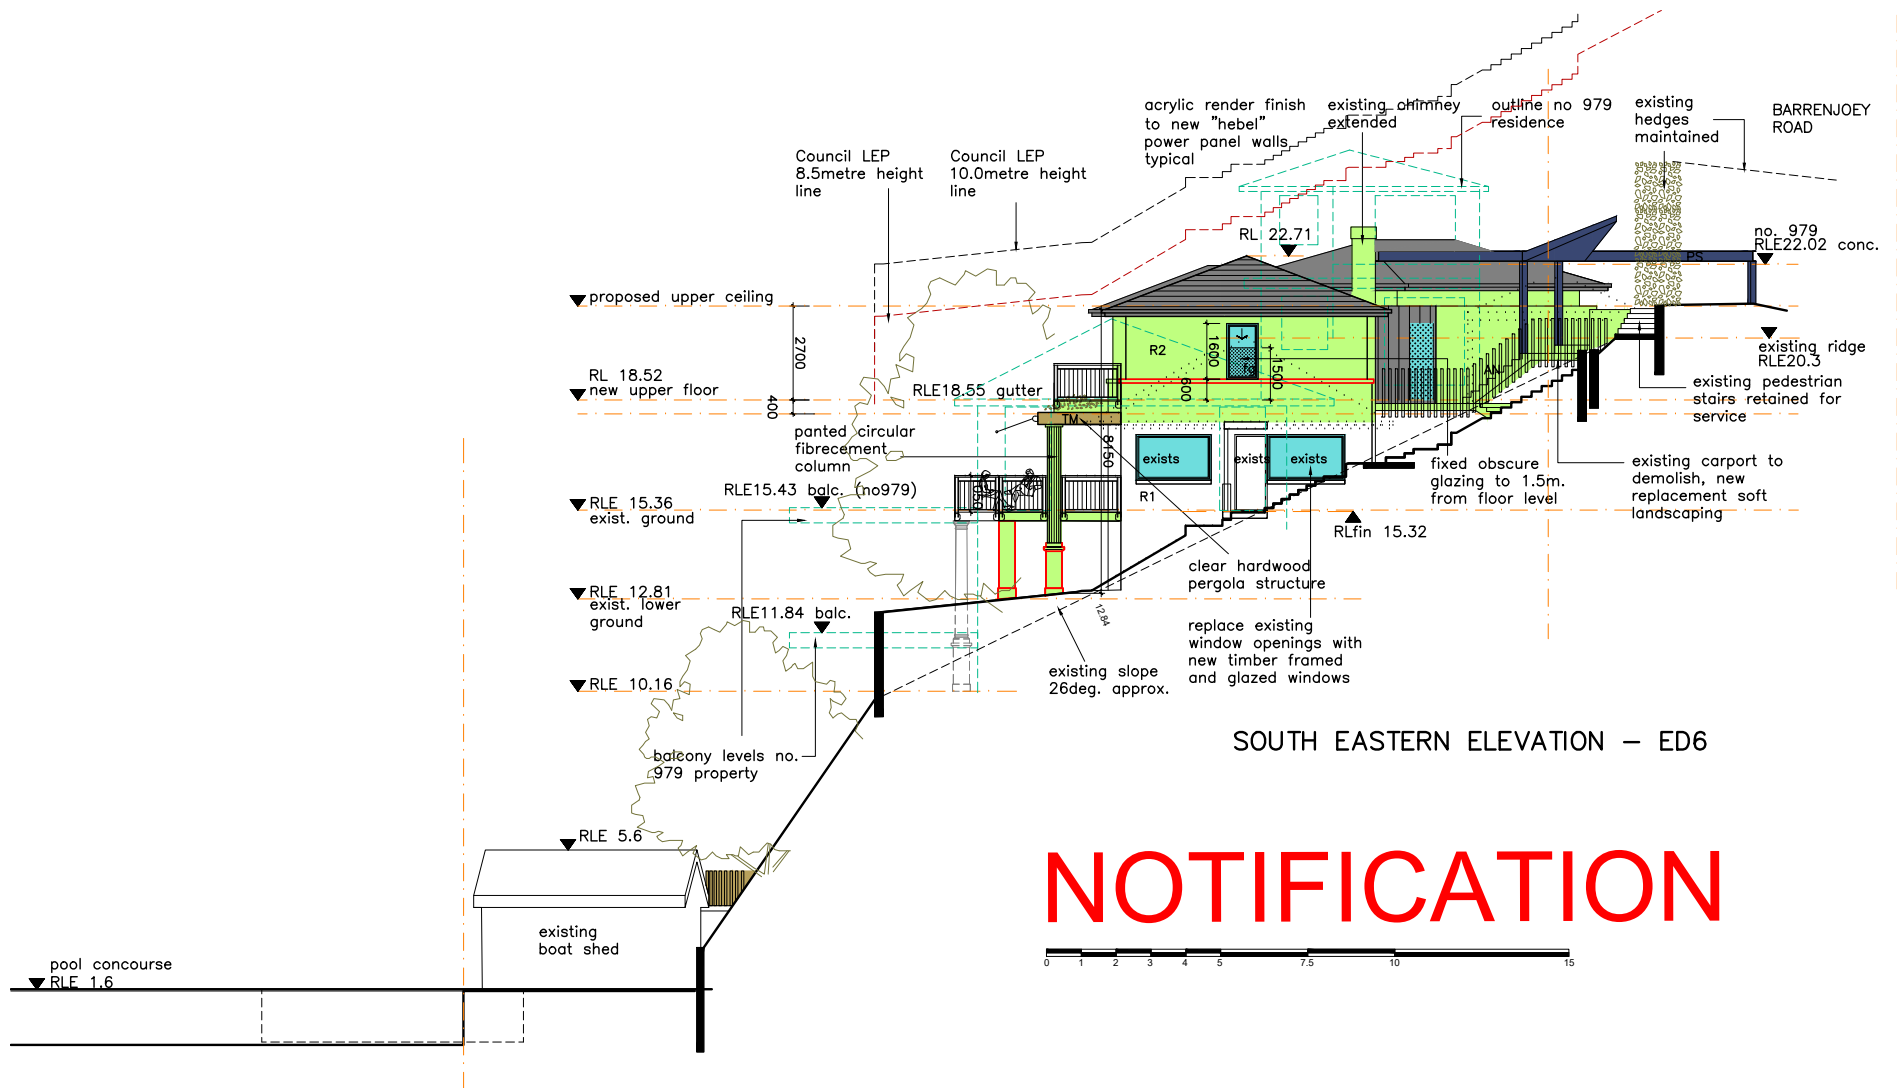 acrylic render finish
to new "hebel"
power panel walls
typical
existing chimney
extended
outline no 979
residence
existing
hedges
maintained
BARRENJOEY
ROAD
Council LEP
8.5metre height
line
Council LEP
10.0metre height
line
RL 22.71
no. 979
RLE22.02 conc.
PS
proposed upper ceiling
2700
RL 18.52
new upper floor
400
RLE18.55 gutter
R2
1600
600
1500
fg
AN
existing ridge
RLE20.3
existing pedestrian
stairs retained for
service
TM
panted circular
fibrecement
column
8150
exists
exists
exists
R1
fixed obscure
glazing to 1.5m.
from floor level
existing carport to
demolish, new
replacement soft
landscaping
RLE15.43 balc. (no979)
RLE 15.36
exist. ground
RLfin 15.32
clear hardwood
pergola structure
RLE 12.81
exist. lower
ground
RLE11.84 balc.
12.84
replace existing
window openings with
new timber framed
and glazed windows
existing slope
26deg. approx.
RLE 10.16
balcony levels no.
979 property
SOUTH EASTERN ELEVATION – ED6
RLE 5.6
NOTIFICATION
existing
boat shed
pool concourse
RLE 1.6
0 1 2 3 4 5 7.5 10 15